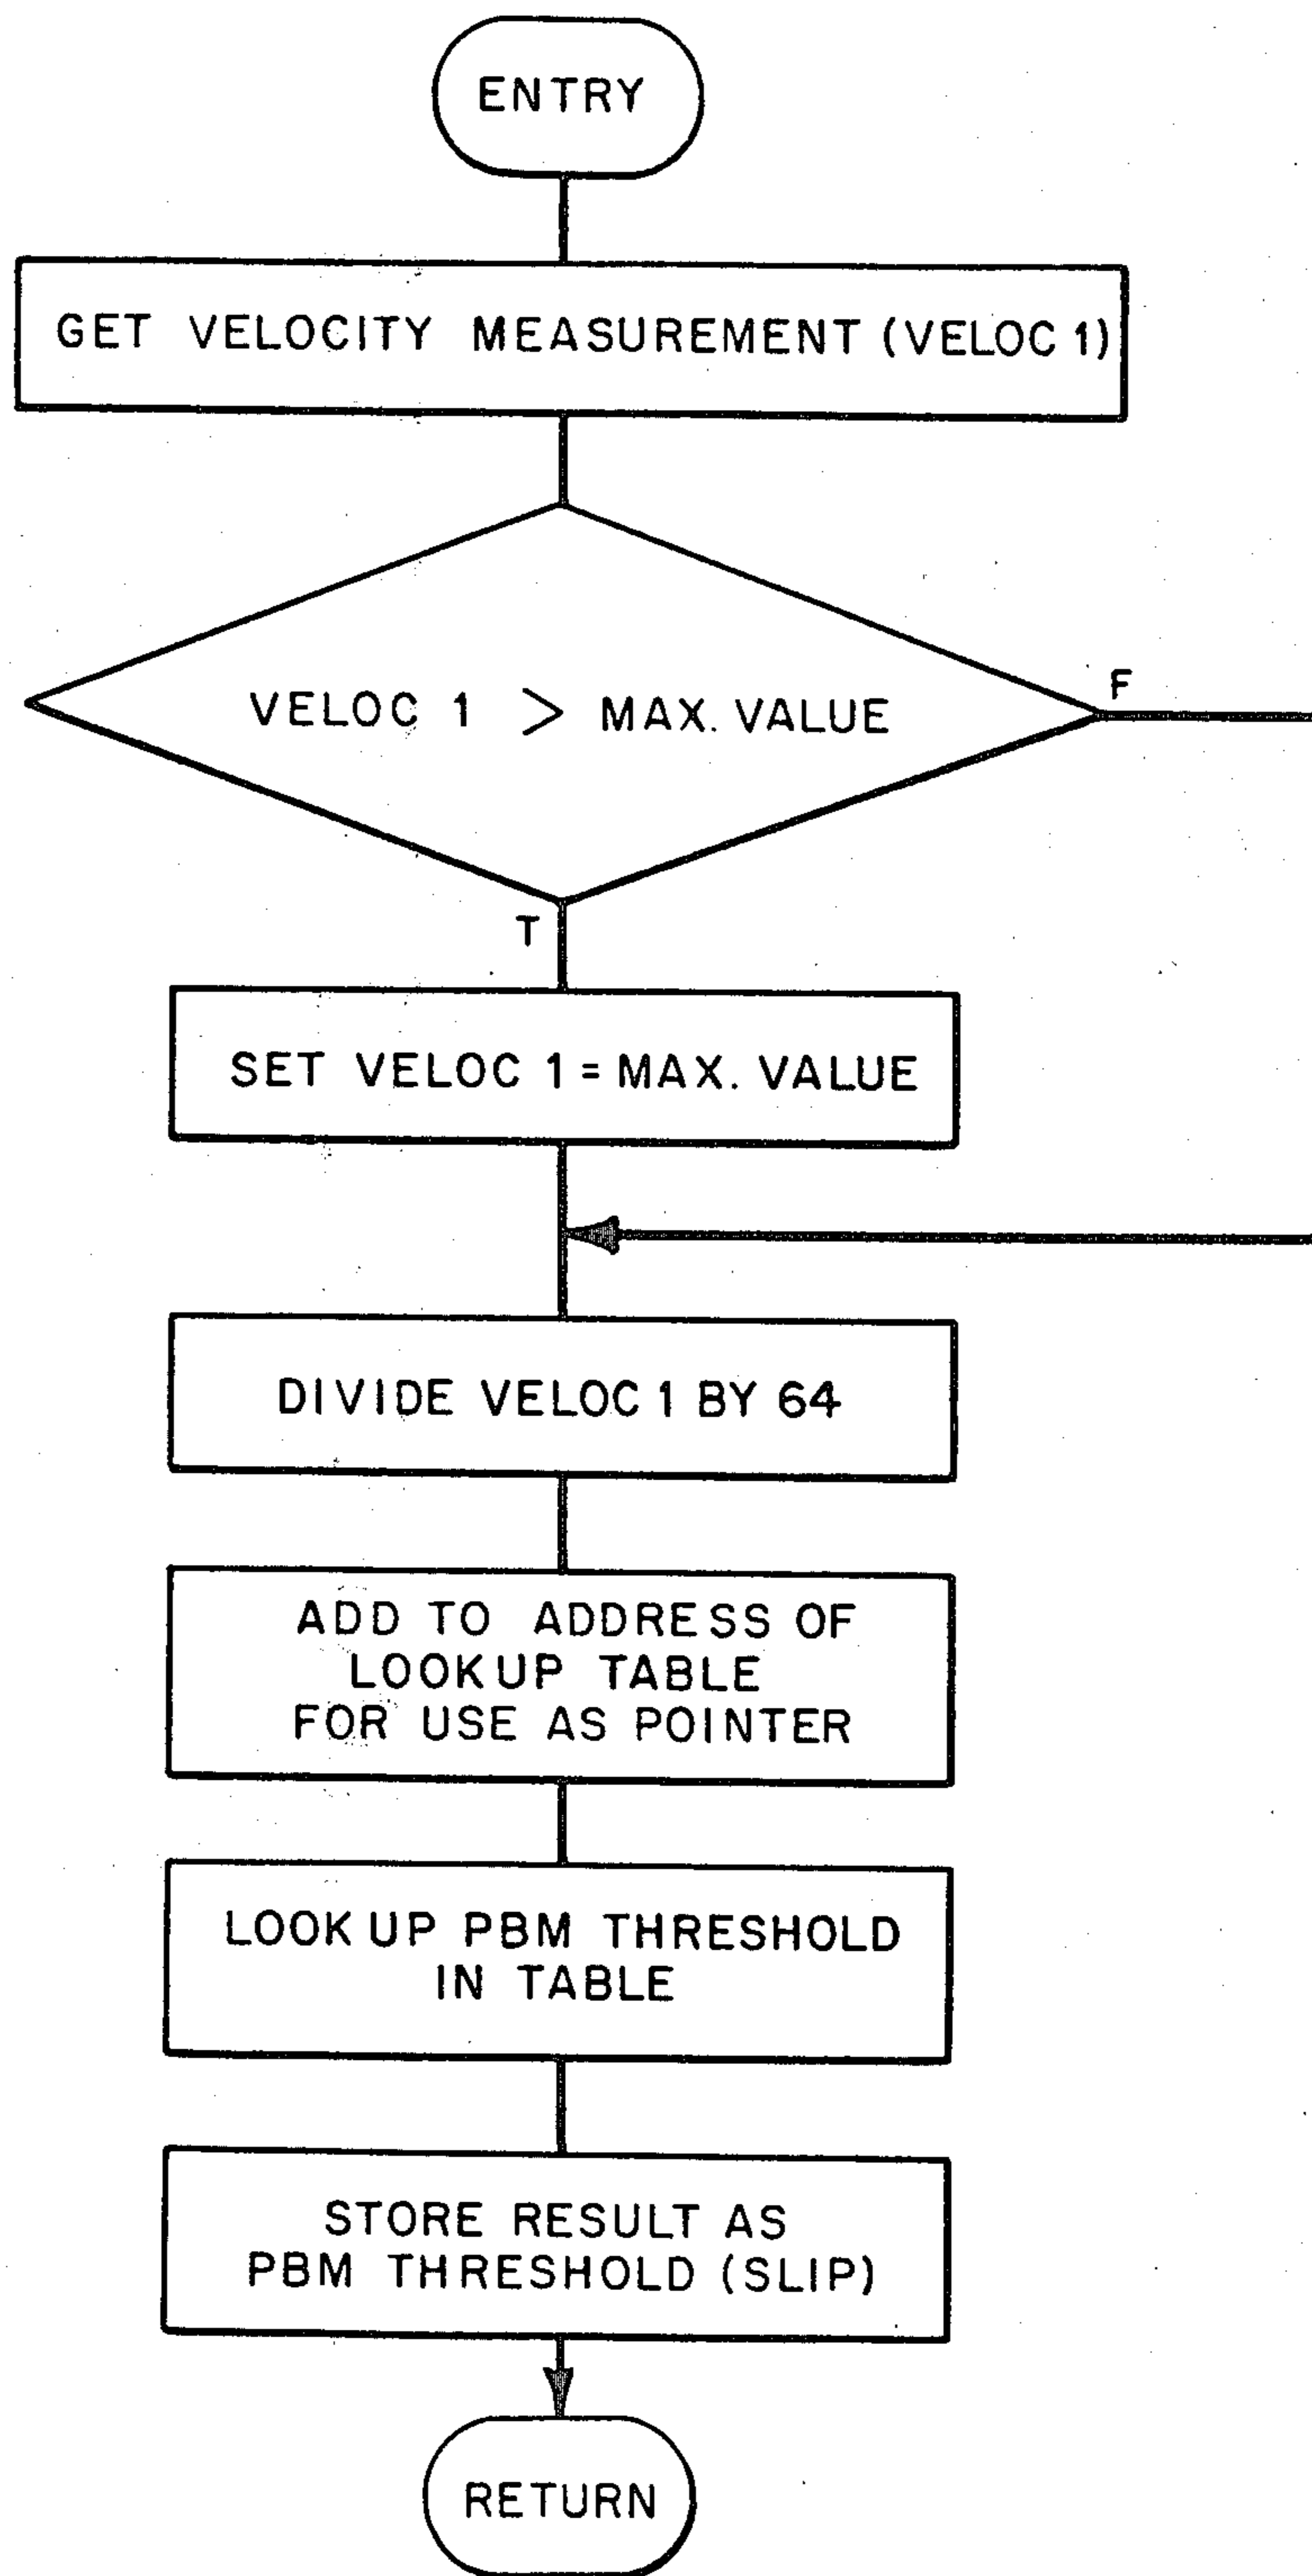 ENTRY
GET VELOCITY MEASUREMENT (VELOC 1)
VELOC 1 > MAX. VALUE
F
T
SET VELOC 1 = MAX. VALUE
DIVIDE VELOC 1 BY 64
ADD TO ADDRESS OF
LOOKUP TABLE
FOR USE AS POINTER
LOOKUP PBM THRESHOLD
IN TABLE
STORE RESULT AS
PBM THRESHOLD (SLIP)
RETURN